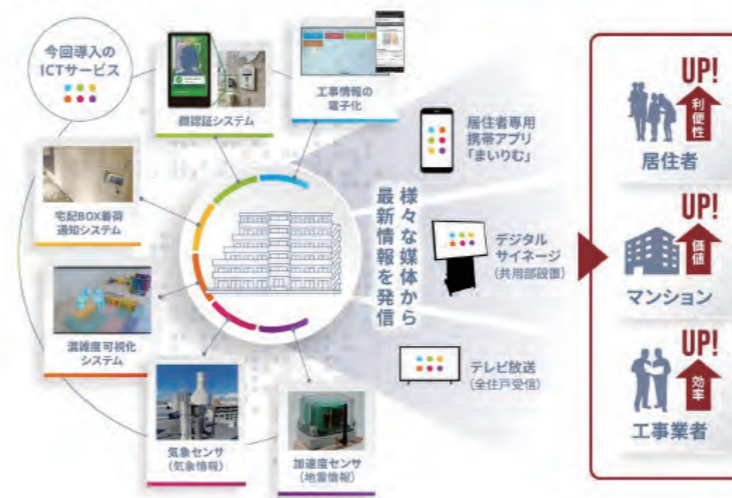 今回導入の
ICTサービス
顔認証システム
工事情報の
電子化
宅配BOX着荷
通知システム
混雑度可視化
システム
気象センサ
(気象情報)
加速度センサ
(地震情報)
様々な媒体から
最新情報を発信
居住者専用
携帯アプリ
「まいりむ」
デジタル
サイネージ
(共用部設置)
テレビ放送
(全住戸受信)
UP!
利便性
居住者
UP!
価値
マンション
UP!
効率
工事業者